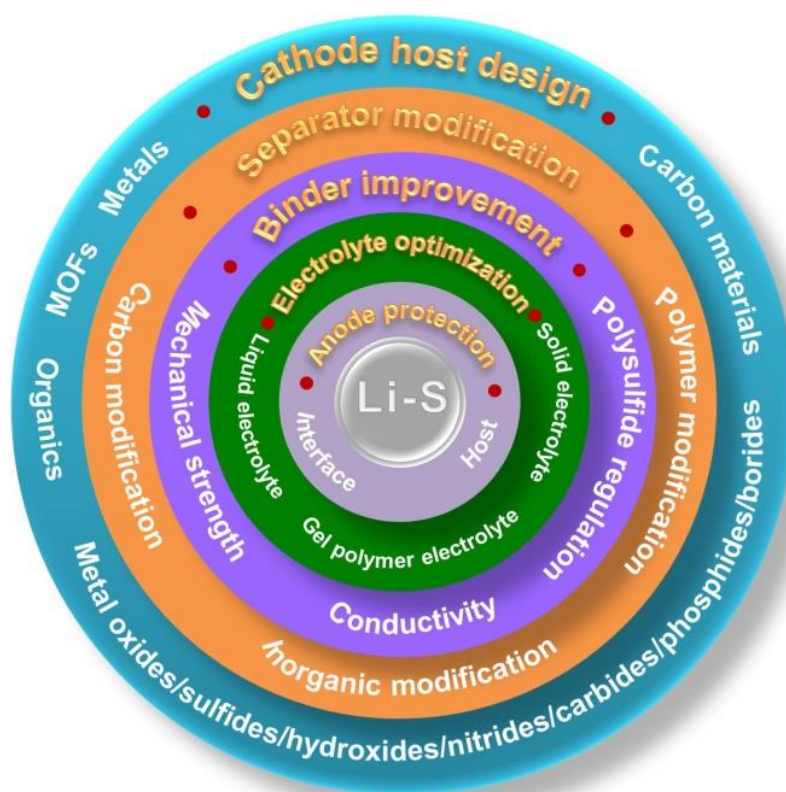 Cathode host design
Metals
MOFs
Organics
Carbon materials
Metal oxides/sulfides/hydroxides/nitrides/carbides/phosphides/borides
Separator modification
Carbon modification
Polymer modification
Inorganic modification
Binder improvement
Mechanical strength
Polysulfide regulation
Conductivity
Electrolyte optimization
Liquid electrolyte
Solid electrolyte
Gel polymer electrolyte
Anode protection
Interface
Host
Li-S